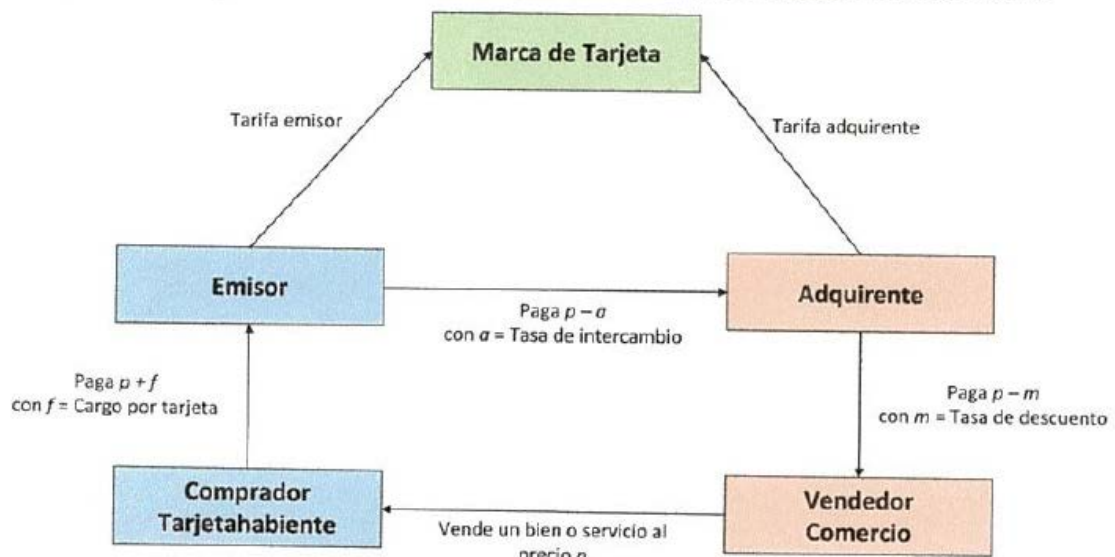 Marca de Tarjeta
Tarifa emisor
Tarifa adquirente
Emisor
Adquirente
Paga p – a
con a = Tasa de intercambio
Paga p + f
con f = Cargo por tarjeta
Paga p – m
con m = Tasa de descuento
Comprador
Tarjetahabiente
Vendedor
Comercio
Vende un bien o servicio al
precio p